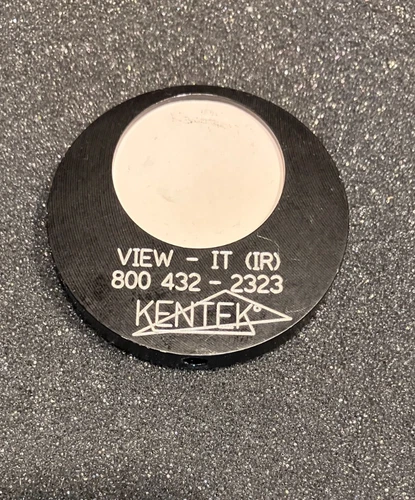 VIEW - IT (IR)
800 432 - 2323
KENTEK